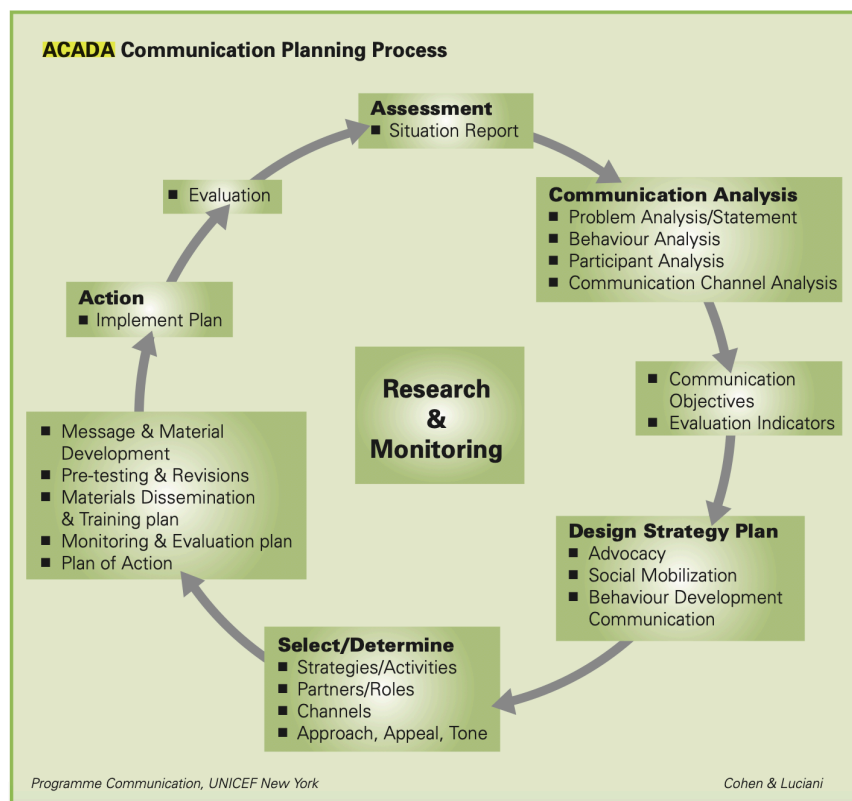 ACADA Communication Planning Process
Assessment
■ Situation Report
Communication Analysis
■ Problem Analysis/Statement
■ Behaviour Analysis
■ Participant Analysis
■ Communication Channel Analysis
■ Communication
Objectives
■ Evaluation Indicators
Design Strategy Plan
■ Advocacy
■ Social Mobilization
■ Behaviour Development
Communication
Select/Determine
■ Strategies/Activities
■ Partners/Roles
■ Channels
■ Approach, Appeal, Tone
■ Message & Material
Development
■ Pre-testing & Revisions
■ Materials Dissemination
& Training plan
■ Monitoring & Evaluation plan
■ Plan of Action
Action
■ Implement Plan
■ Evaluation
Research
&
Monitoring
Programme Communication, UNICEF New York
Cohen & Luciani